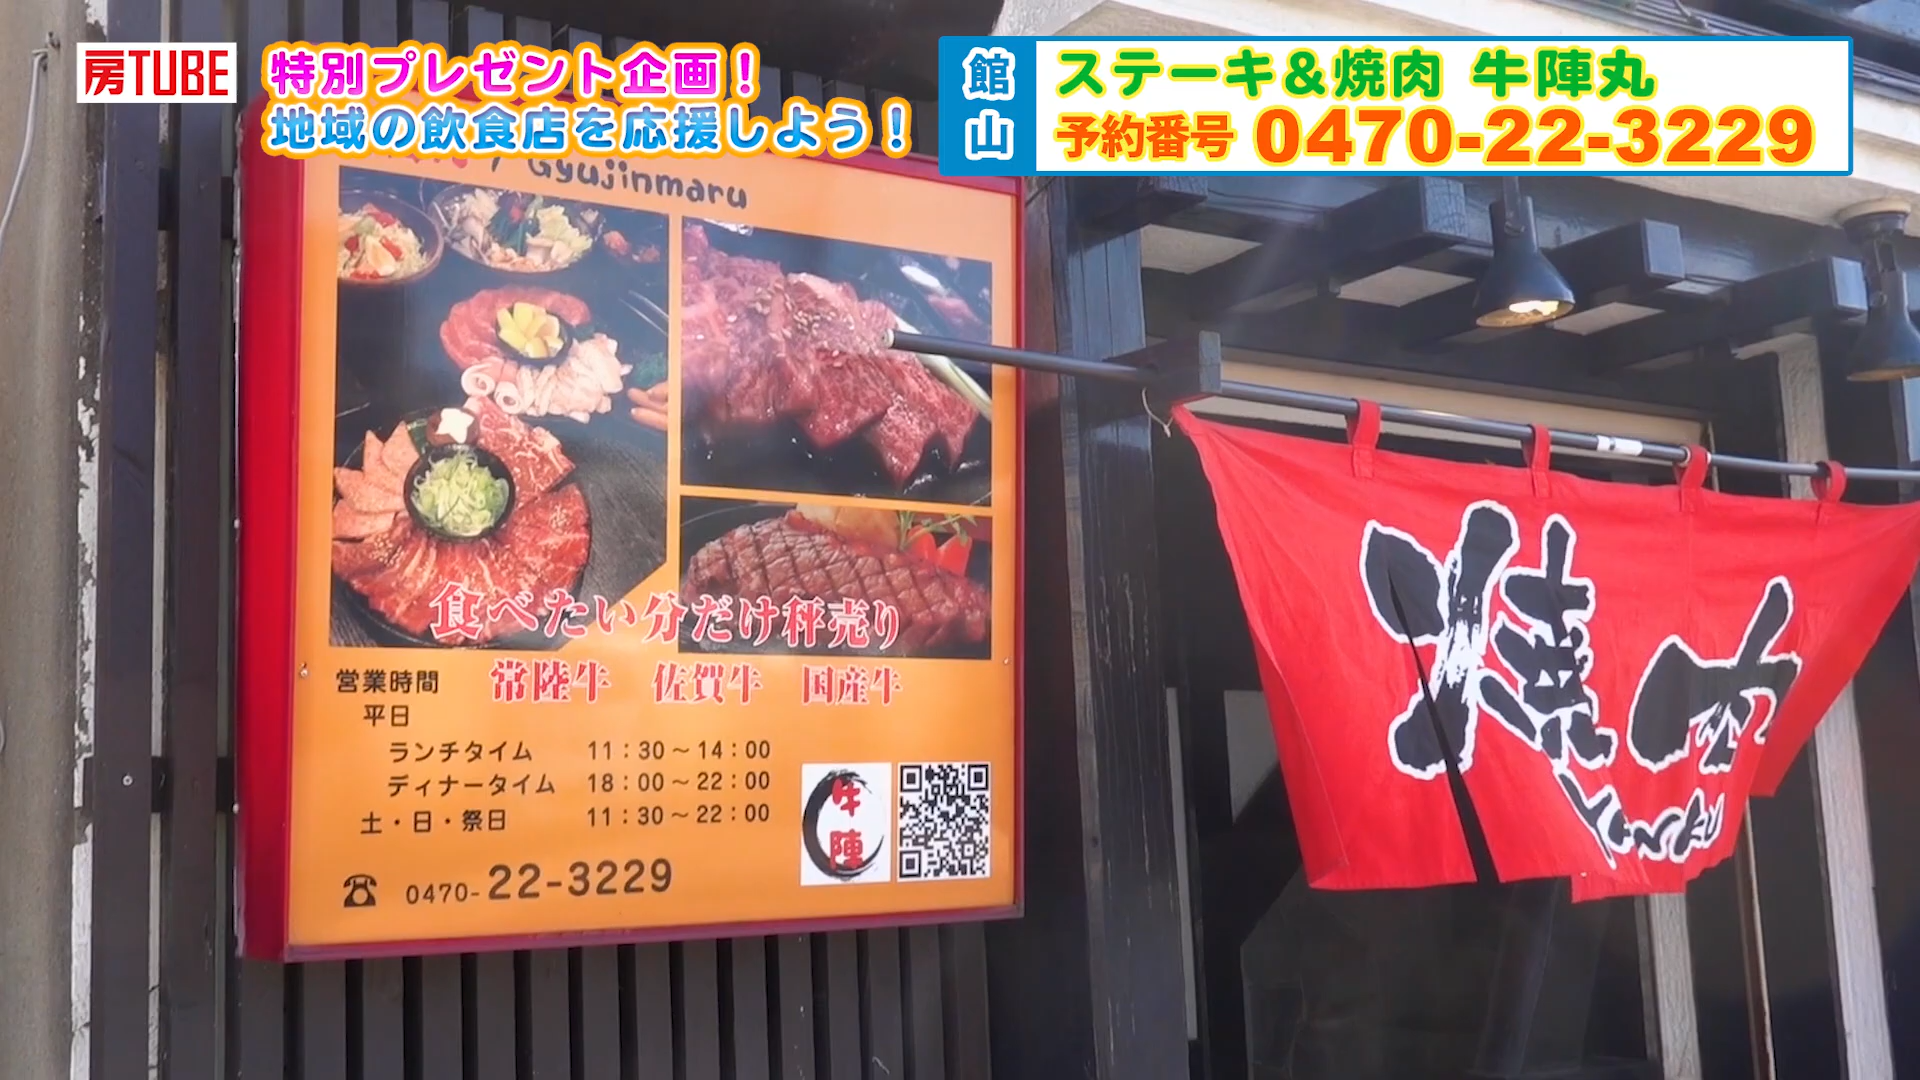 房TUBE
特別プレゼント企画！
地域の飲食店を応援しよう！
館山
ステーキ＆焼肉 牛陣丸
予約番号 0470-22-3229
Gyujinmaru
食べたい分だけ秤売り
常陸牛 佐賀牛 国産牛
営業時間
平日
ランチタイム 11：30～14：00
ディナータイム 18：00～22：00
土・日・祭日 11：30～22：00
☎ 0470-22-3229
牛陣
焼肉